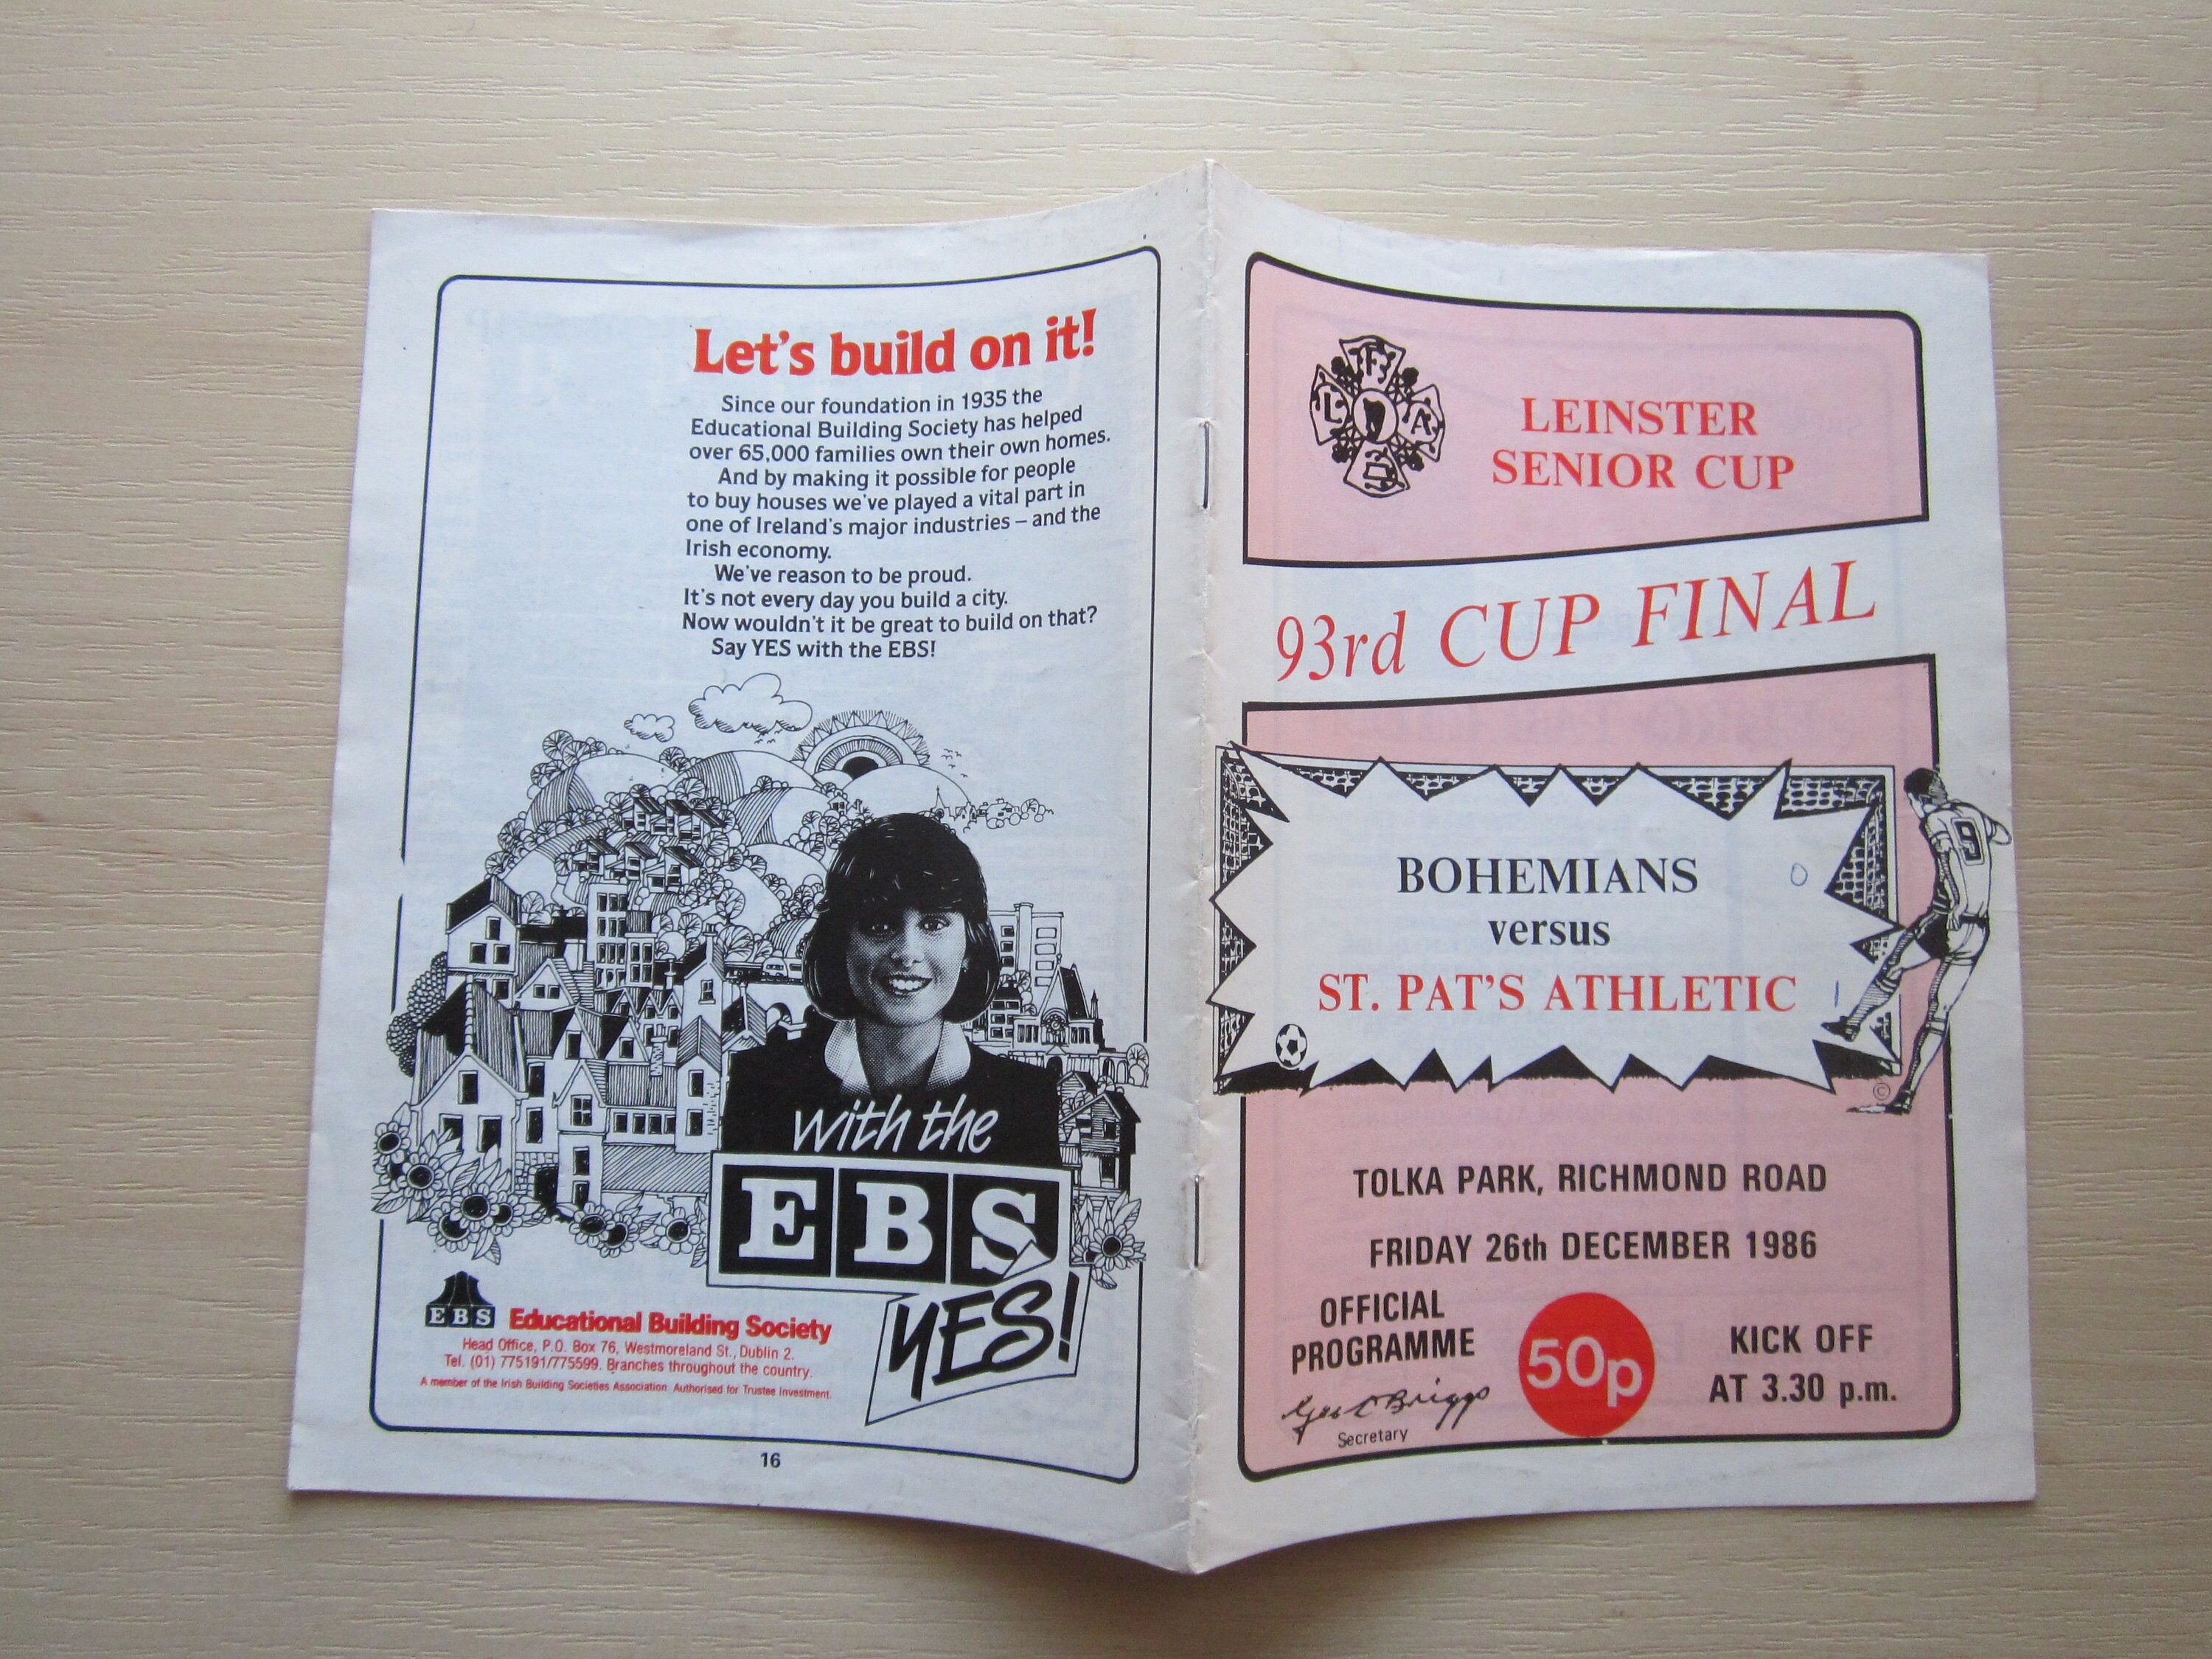 Let's build on it!
Since our foundation in 1935 the
Educational Building Society has helped
over 65,000 families own their own homes.
And by making it possible for people
to buy houses we've played a vital part in
one of Ireland's major industries – and the
Irish economy.
We've reason to be proud.
It's not every day you build a city.
Now wouldn't it be great to build on that?
Say YES with the EBS!
with the
EBS
YES!
EBS Educational Building Society
Head Office, P.O. Box 76, Westmoreland St., Dublin 2.
Tel. (01) 775191/775599. Branches throughout the country.
A member of the Irish Building Societies Association. Authorised for Trustee Investment.
16
L F A
LEINSTER
SENIOR CUP
93rd CUP FINAL
9
BOHEMIANS 0
versus
ST. PAT'S ATHLETIC 1
©
TOLKA PARK, RICHMOND ROAD
FRIDAY 26th DECEMBER 1986
OFFICIAL
PROGRAMME
Briggs
Secretary
50p
KICK OFF
AT 3.30 p.m.